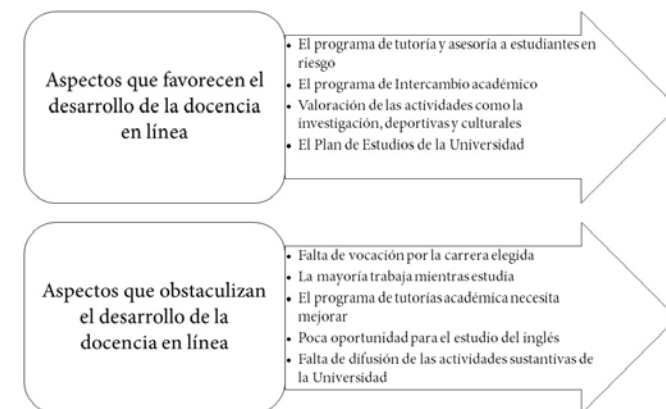 Aspectos que favorecen el
desarrollo de la docencia
en línea
• El programa de tutoría y asesoría a estudiantes en
riesgo
• El programa de Intercambio académico
• Valoración de las actividades como la
investigación, deportivas y culturales
• El Plan de Estudios de la Universidad
Aspectos que obstaculizan
el desarrollo de la
docencia en línea
• Falta de vocación por la carrera elegida
• La mayoría trabaja mientras estudia
• El programa de tutorías académica necesita
mejorar
• Poca oportunidad para el estudio del inglés
• Falta de difusión de las actividades sustantivas de
la Universidad